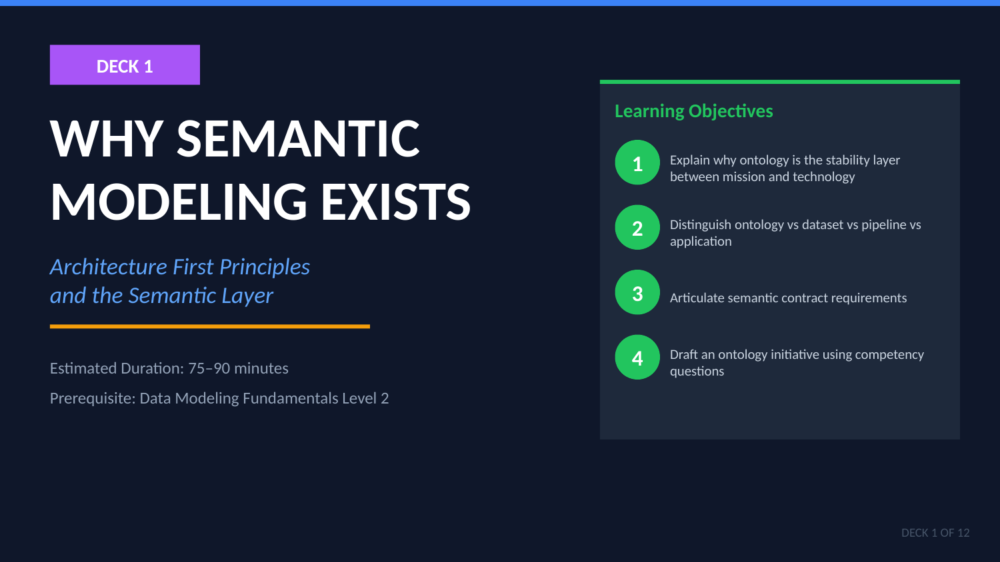 DECK 1
WHY SEMANTIC
MODELING EXISTS
Architecture First Principles
and the Semantic Layer
Estimated Duration: 75–90 minutes
Prerequisite: Data Modeling Fundamentals Level 2
Learning Objectives
1
Explain why ontology is the stability layer
between mission and technology
2
Distinguish ontology vs dataset vs pipeline vs
application
3
Articulate semantic contract requirements
4
Draft an ontology initiative using competency
questions
DECK 1 OF 12